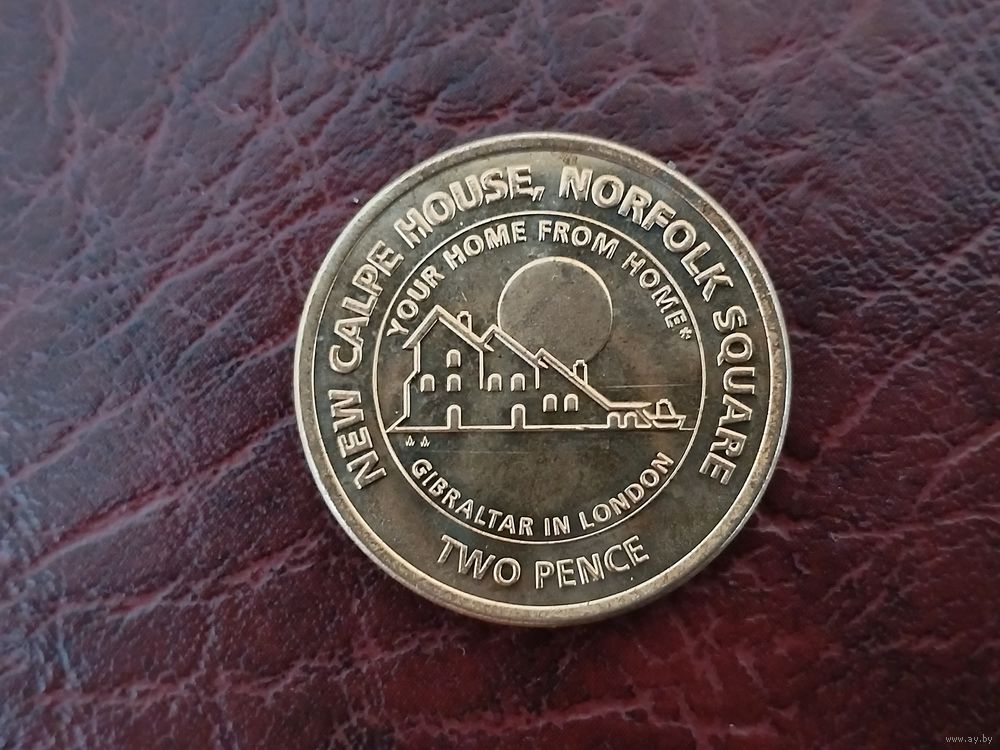 NEW CALPE HOUSE, NORFOLK SQUARE
YOUR HOME FROM HOME*
GIBRALTAR IN LONDON
TWO PENCE
www.ay.by